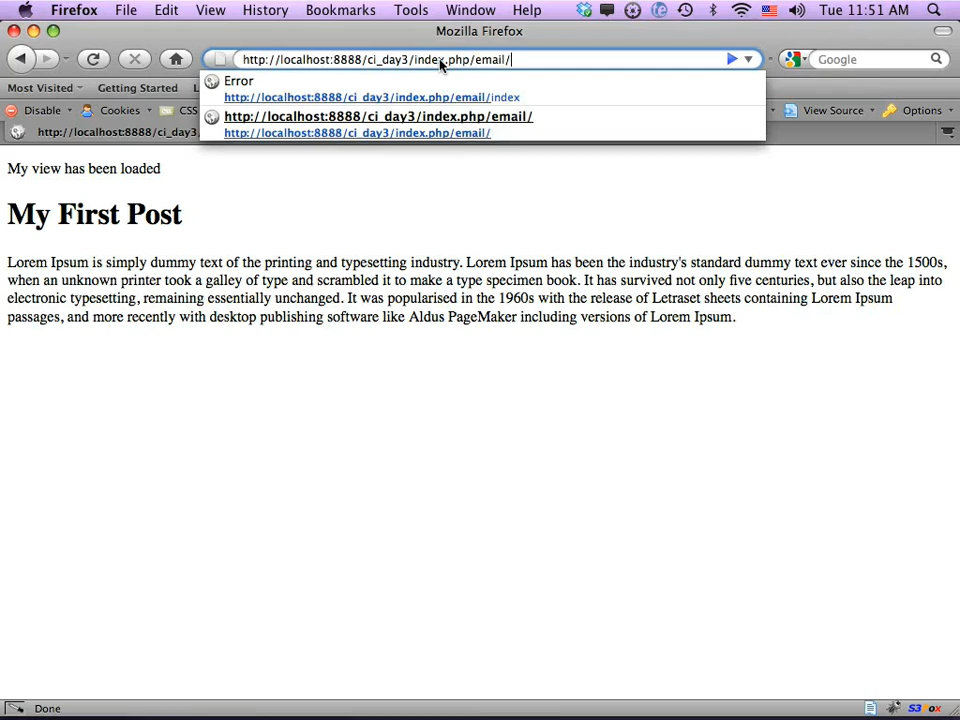 Firefox File Edit View History Bookmarks Tools Window Help Tue 11:51 AM
Mozilla Firefox
http://localhost:8888/ci_day3/index.php/email/ Google
Most Visited Getting Started
Error
http://localhost:8888/ci_day3/index.php/email/index
Disable Cookies CSS View Source Options
http://localhost:8888/ci_day3/index.php/email/
http://localhost:8888/ci_day3/index.php/email/
http://localhost:8888/ci_day3
My view has been loaded
My First Post
Lorem Ipsum is simply dummy text of the printing and typesetting industry. Lorem Ipsum has been the industry's standard dummy text ever since the 1500s,
when an unknown printer took a galley of type and scrambled it to make a type specimen book. It has survived not only five centuries, but also the leap into
electronic typesetting, remaining essentially unchanged. It was popularised in the 1960s with the release of Letraset sheets containing Lorem Ipsum
passages, and more recently with desktop publishing software like Aldus PageMaker including versions of Lorem Ipsum.
Done S3Fox